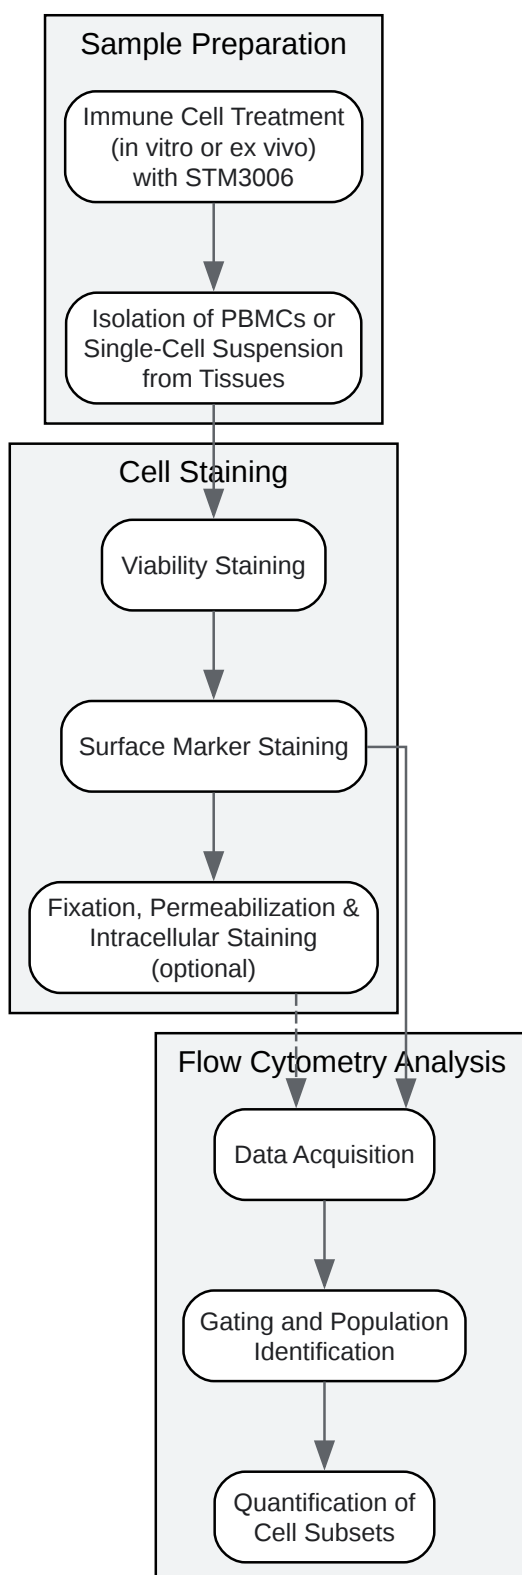 Sample Preparation
Immune Cell Treatment
(in vitro or ex vivo)
with STM3006
Isolation of PBMCs or
Single-Cell Suspension
from Tissues
Cell Staining
Viability Staining
Surface Marker Staining
Fixation, Permeabilization &
Intracellular Staining
(optional)
Flow Cytometry Analysis
Data Acquisition
Gating and Population
Identification
Quantification of
Cell Subsets